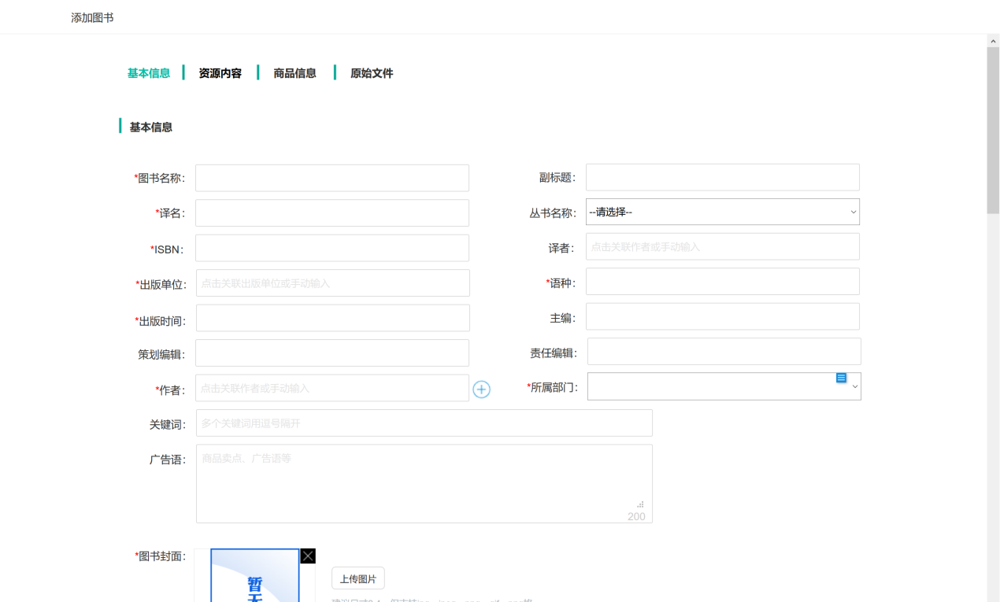 添加图书
基本信息 资源内容 商品信息 原始文件
基本信息
*图书名称： 副标题：
*译名： 丛书名称： --请选择--
*ISBN： 译者： 点击关联作者或手动输入
*出版单位： 点击关联出版单位或手动输入 *语种：
*出版时间： 主编：
策划编辑： 责任编辑：
*作者： 点击关联作者或手动输入 *所属部门：
关键词： 多个关键词用逗号隔开
广告语： 商品卖点、广告语等
200
*图书封面： 暂
上传图片